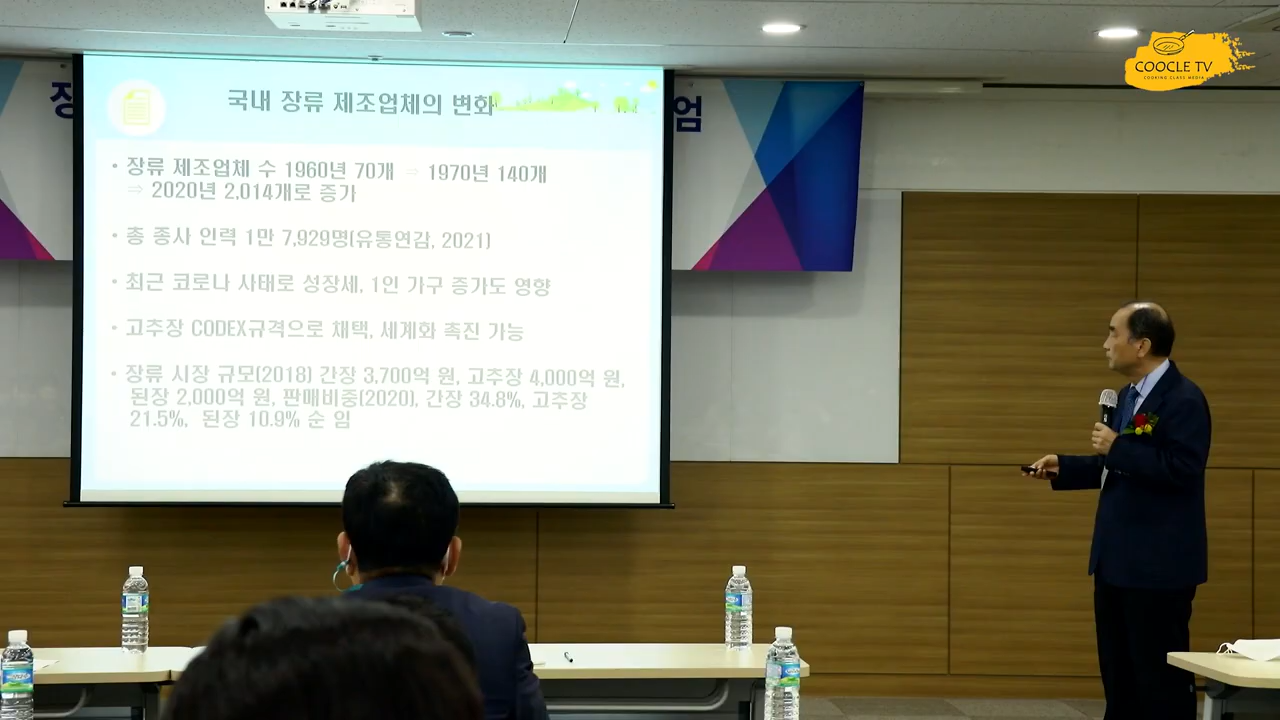 COOCLE TV
COOKING CLASS MEDIA
장
엄
국내 장류 제조업체의 변화
• 장류 제조업체 수 1960년 70개 ⇒ 1970년 140개
⇒ 2020년 2,014개로 증가
• 총 종사 인력 1만 7,929명(유통연감, 2021)
• 최근 코로나 사태로 성장세, 1인 가구 증가도 영향
• 고추장 CODEX규격으로 채택, 세계화 촉진 가능
• 장류 시장 규모(2018) 간장 3,700억 원, 고추장 4,000억 원,
된장 2,000억 원, 판매비중(2020), 간장 34.8%, 고추장
21.5%, 된장 10.9% 순 임